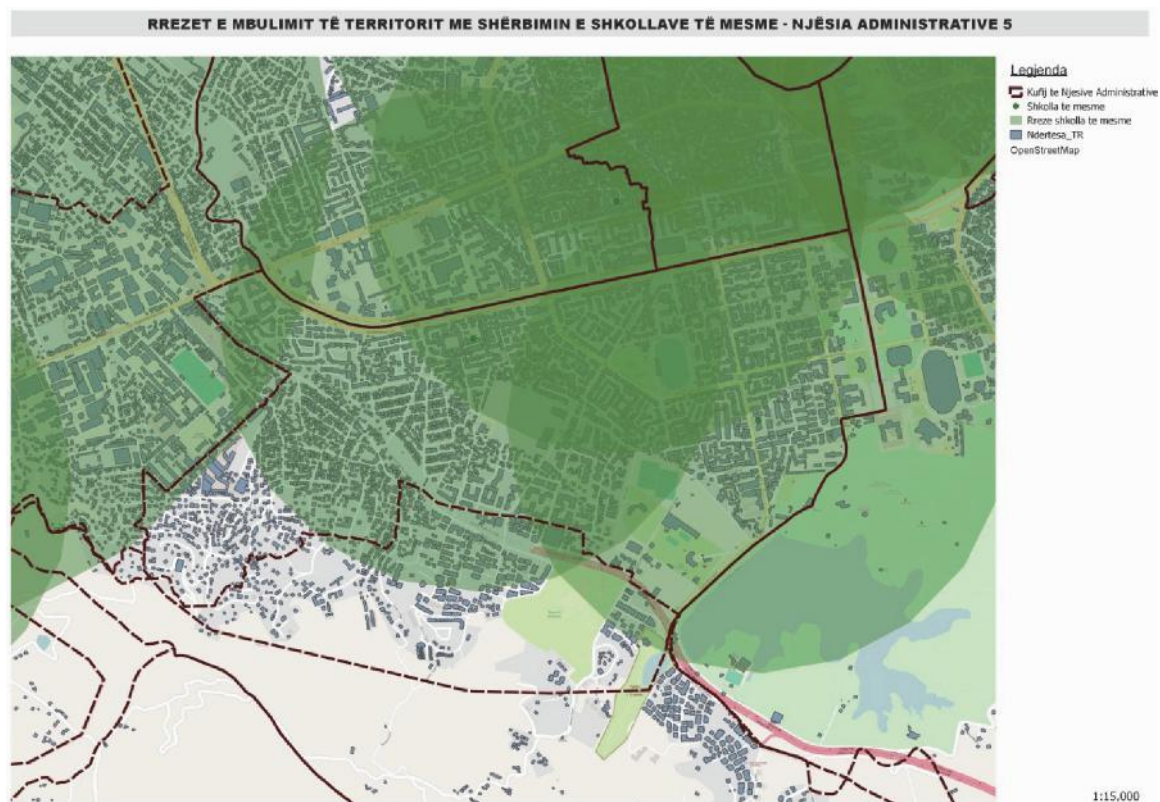 RREZET E MBULIMIT TË TERRITORIT ME SHËRBIMIN E SHKOLLAVE TË MESME - NJËSIA ADMINISTRATIVE 5
Legjenda
Kufij te Njesive Administrative
Shkolla te mesme
Rreze shkolla te mesme
Ndertesa_TR
OpenStreetMap
1:15,000